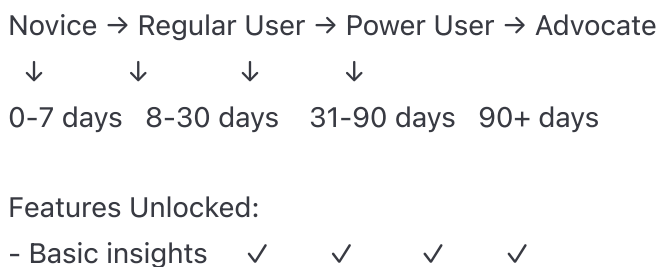 Novice → Regular User → Power User → Advocate
↓ ↓ ↓ ↓
0-7 days 8-30 days 31-90 days 90+ days
Features Unlocked:
- Basic insights ✓ ✓ ✓ ✓